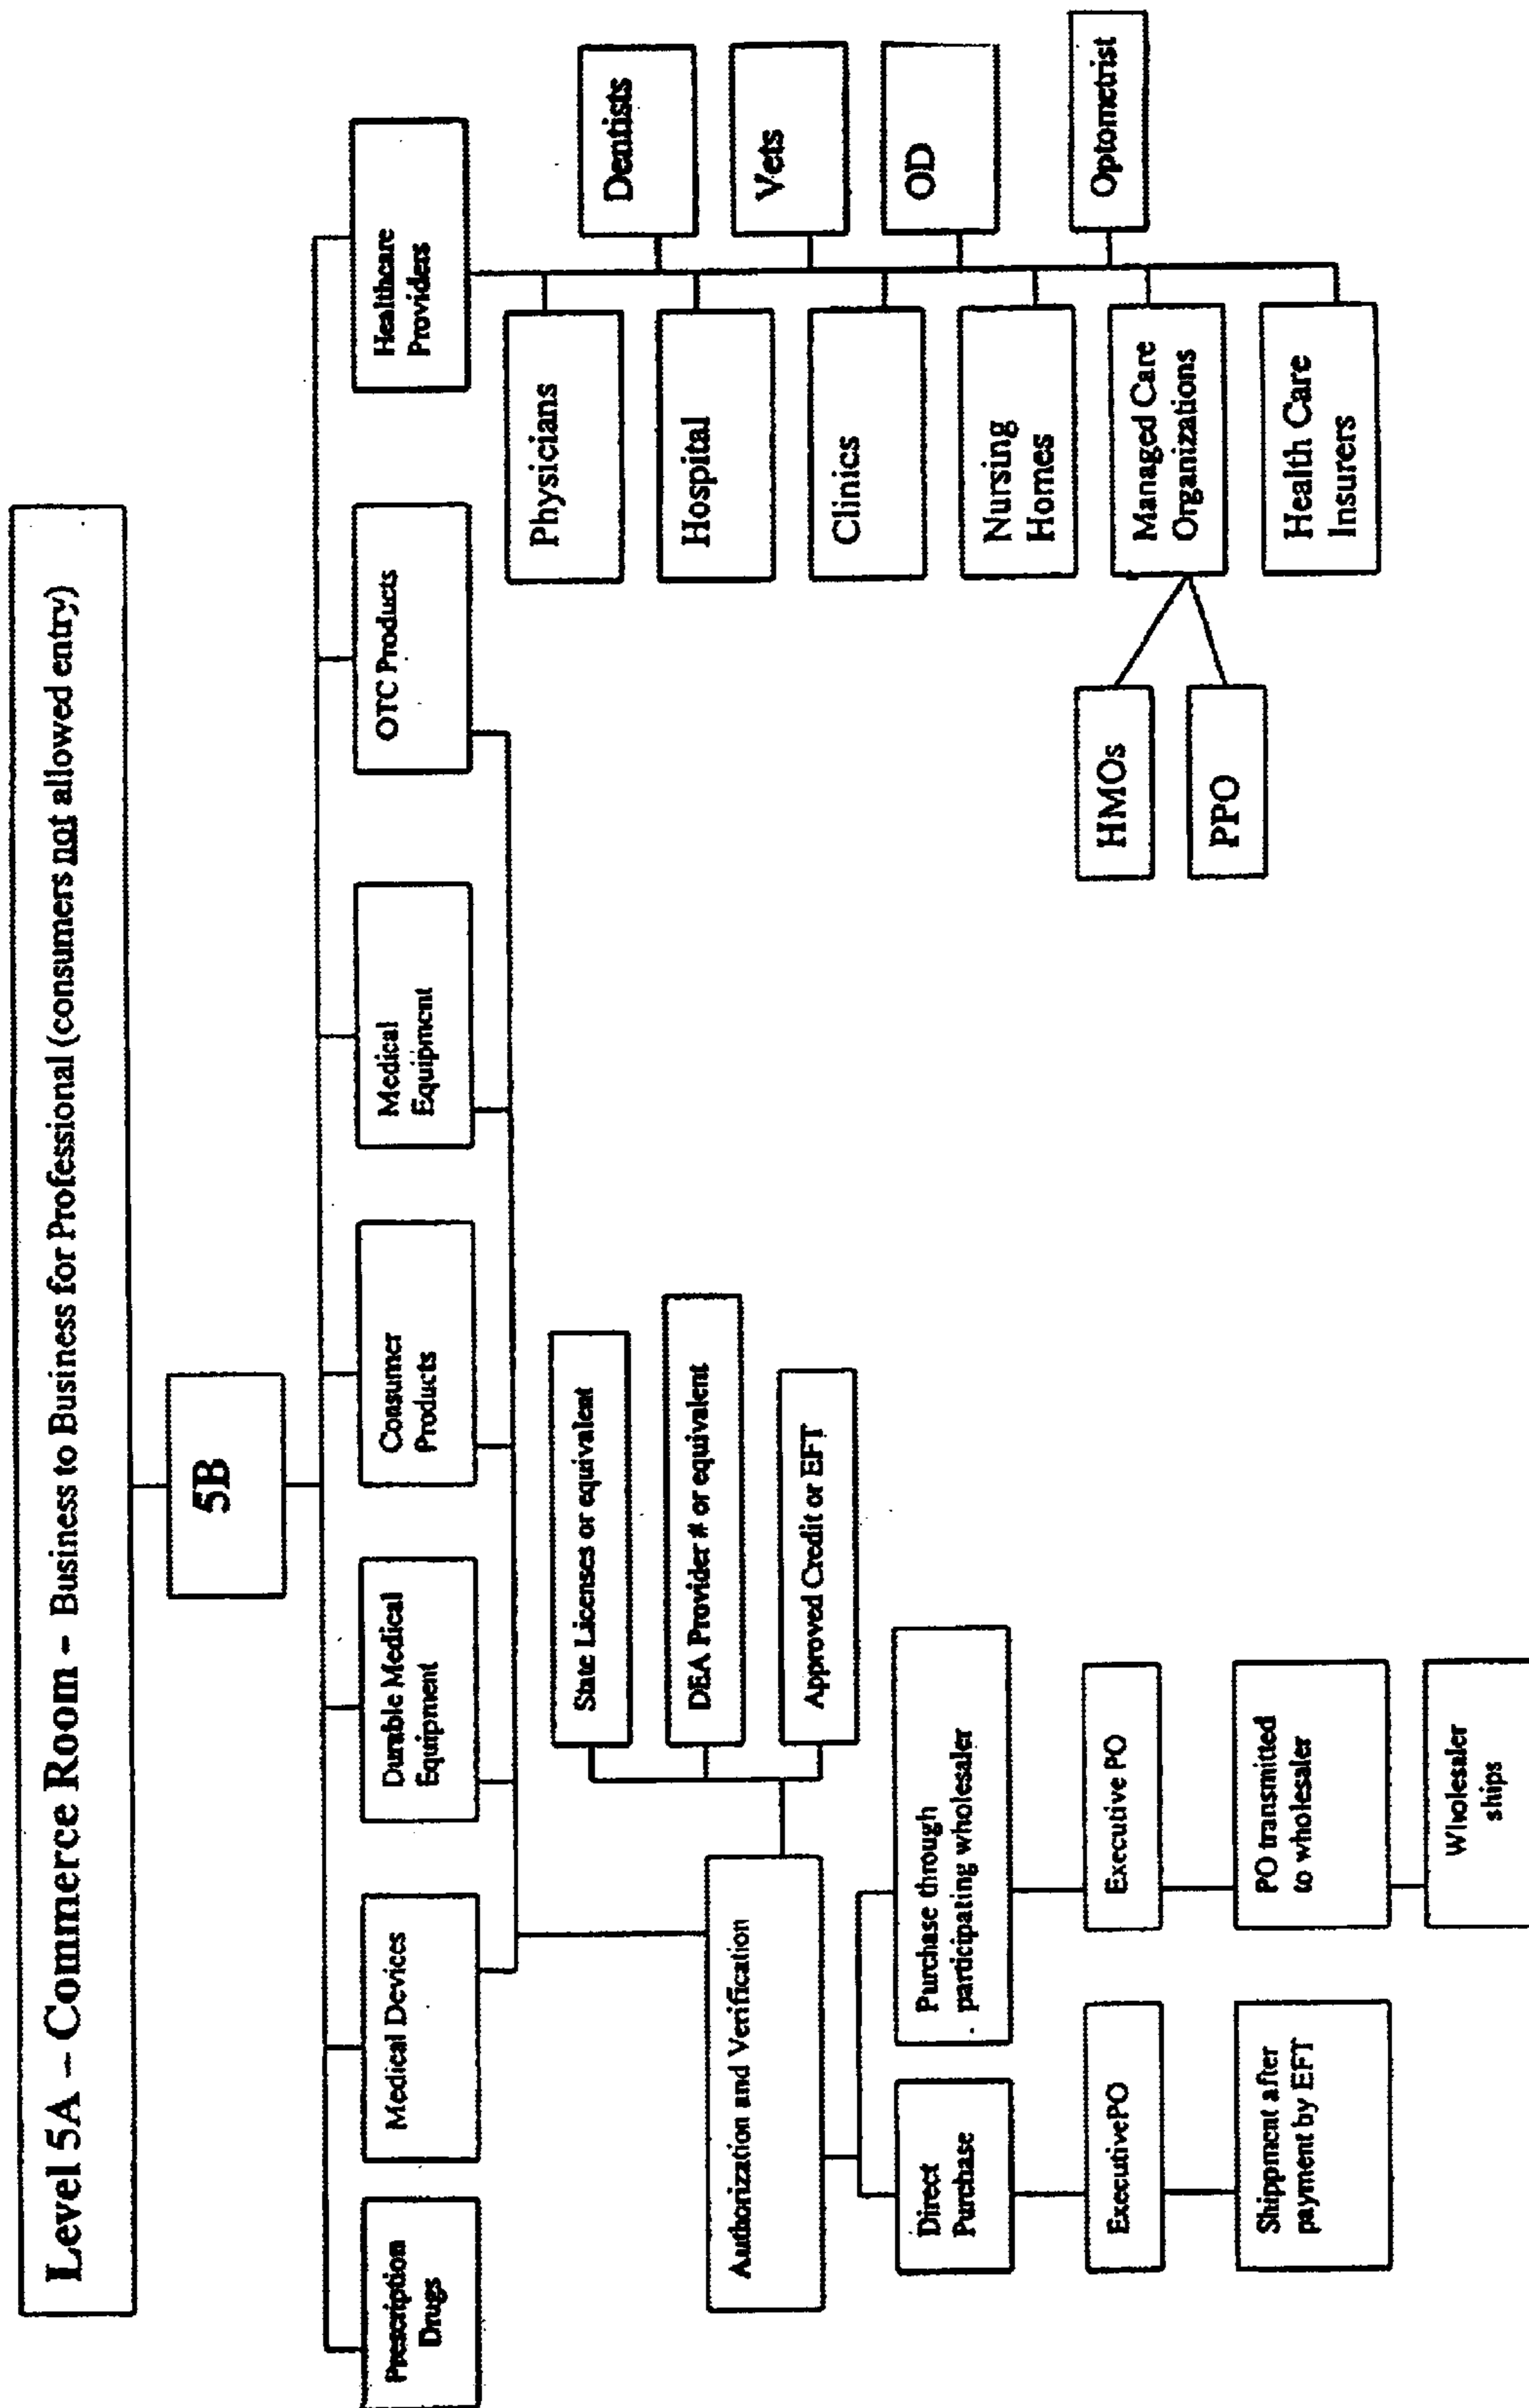 Level 5A – Commerce Room – Business to Business for Professional (consumers not allowed entry)
5B
Prescription
Drugs
Medical Devices
Durable Medical
Equipment
Consumer
Products
Medical
Equipment
OTC Products
Healthcare
Providers
State Licenses or equivalent
DEA Provider # or equivalent
Approved Credit or EFT
Authorization and Verification
Direct
Purchase
Purchase through
participating wholesaler
ExecutivePO
Executive PO
Shippment after
payment by EFT
PO transmitted
to wholesaler
Wholesaler
ships
Physicians
Dentists
Hospital
Vets
Clinics
OD
Nursing
Homes
Optometrist
Managed Care
Organizations
HMOs
PPO
Health Care
Insurers